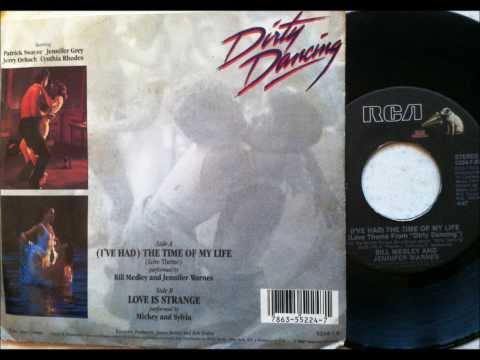 Starring
Patrick Swayze Jennifer Grey
Jerry Orbach Cynthia Rhodes
Dirty
Dancing
Side A
(I'VE HAD) THE TIME OF MY LIFE
(Love Theme)
performed by
Bill Medley and Jennifer Warnes
Side B
LOVE IS STRANGE
performed by
Mickey and Sylvia
7863-55224-7
RCA
STEREO
(I'VE HAD) THE TIME OF MY LIFE
(Love Theme From "Dirty Dancing")
BILL MEDLEY AND
JENNIFER WARNES